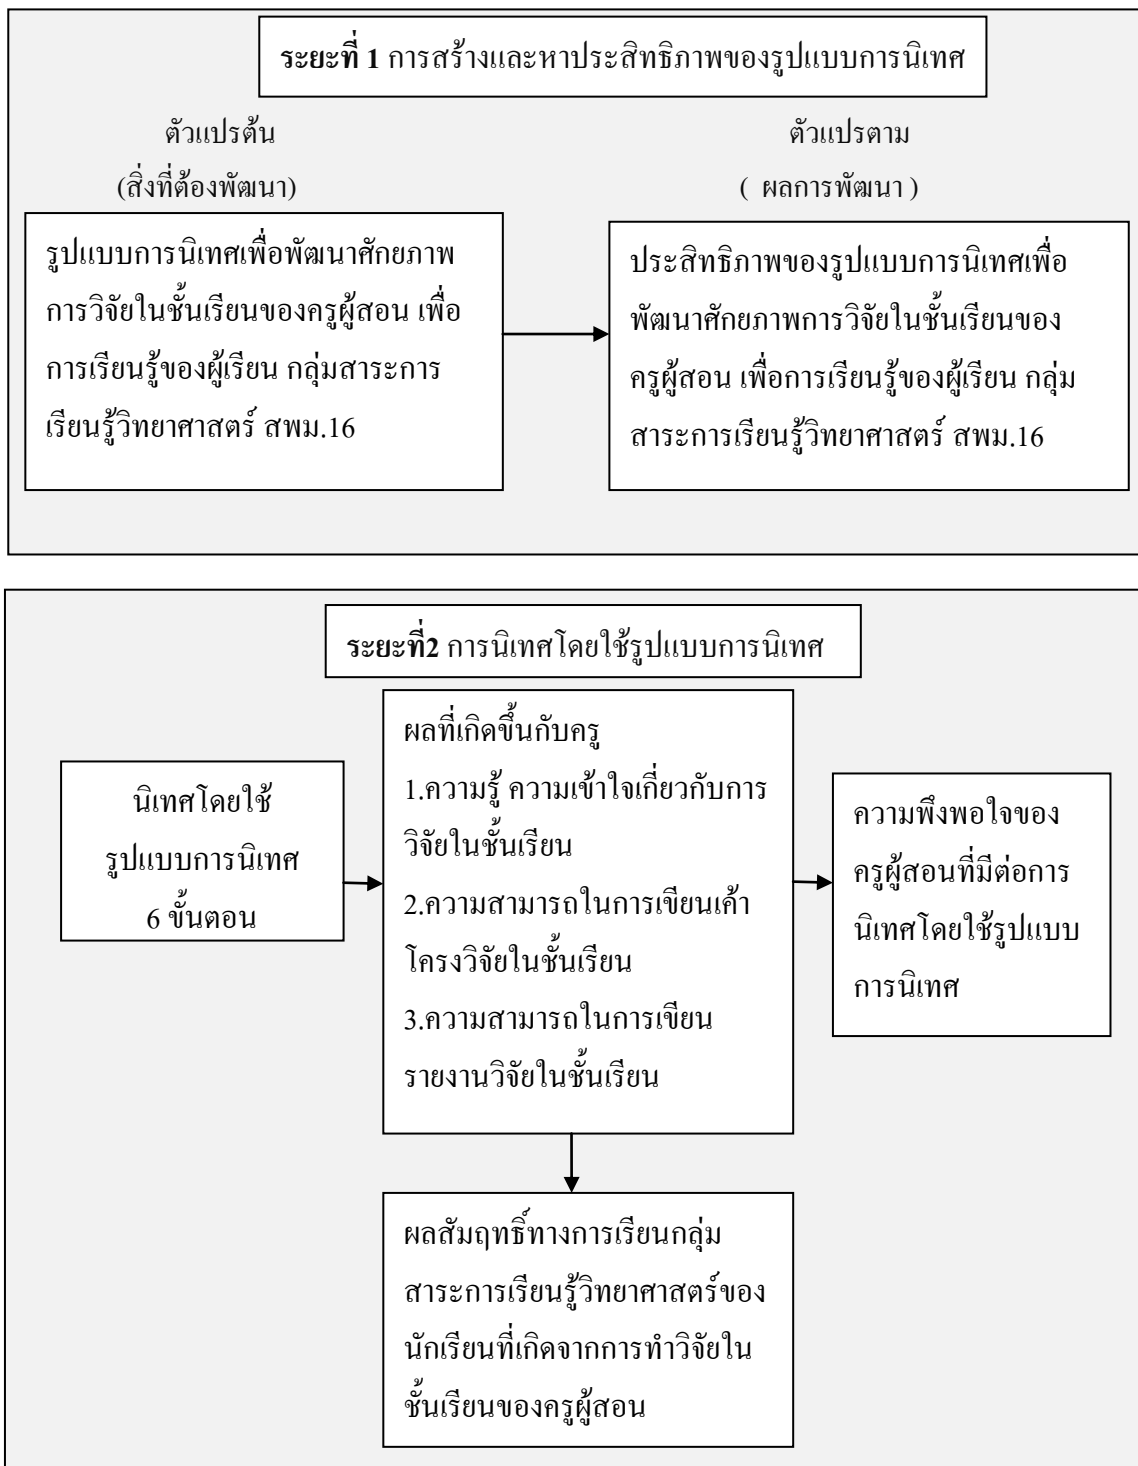 ระยะที่ 1 การสร้างและหาประสิทธิภาพของรูปแบบการนิเทศ
ตัวแปรต้น
(สิ่งที่ต้องพัฒนา)
ตัวแปรตาม
( ผลการพัฒนา )
รูปแบบการนิเทศเพื่อพัฒนาศักยภาพ
การวิจัยในชั้นเรียนของครูผู้สอน เพื่อ
การเรียนรู้ของผู้เรียน กลุ่มสาระการ
เรียนรู้วิทยาศาสตร์ สพม.16
ประสิทธิภาพของรูปแบบการนิเทศเพื่อ
พัฒนาศักยภาพการวิจัยในชั้นเรียนของ
ครูผู้สอน เพื่อการเรียนรู้ของผู้เรียน กลุ่ม
สาระการเรียนรู้วิทยาศาสตร์ สพม.16
ระยะที่2 การนิเทศโดยใช้รูปแบบการนิเทศ
นิเทศโดยใช้
รูปแบบการนิเทศ
6 ขั้นตอน
ผลที่เกิดขึ้นกับครู
1.ความรู้ ความเข้าใจเกี่ยวกับการ
วิจัยในชั้นเรียน
2.ความสามารถในการเขียนเค้า
โครงวิจัยในชั้นเรียน
3.ความสามารถในการเขียน
รายงานวิจัยในชั้นเรียน
ความพึงพอใจของ
ครูผู้สอนที่มีต่อการ
นิเทศโดยใช้รูปแบบ
การนิเทศ
ผลสัมฤทธิ์ทางการเรียนกลุ่ม
สาระการเรียนรู้วิทยาศาสตร์ของ
นักเรียนที่เกิดจากการทำวิจัยใน
ชั้นเรียนของครูผู้สอน